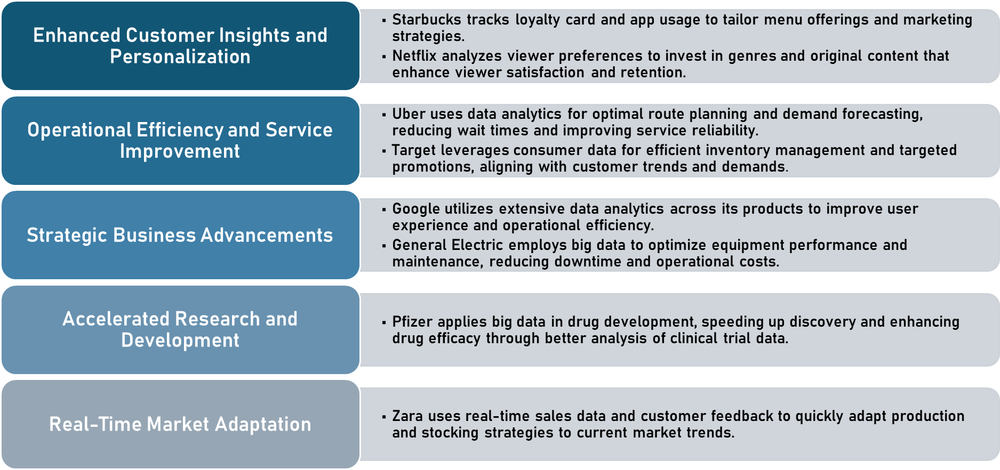 Enhanced Customer Insights and
Personalization
▪ Starbucks tracks loyalty card and app usage to tailor menu offerings and marketing
strategies.
▪ Netflix analyzes viewer preferences to invest in genres and original content that
enhance viewer satisfaction and retention.
Operational Efficiency and Service
Improvement
▪ Uber uses data analytics for optimal route planning and demand forecasting,
reducing wait times and improving service reliability.
▪ Target leverages consumer data for efficient inventory management and targeted
promotions, aligning with customer trends and demands.
Strategic Business Advancements
▪ Google utilizes extensive data analytics across its products to improve user
experience and operational efficiency.
▪ General Electric employs big data to optimize equipment performance and
maintenance, reducing downtime and operational costs.
Accelerated Research and
Development
▪ Pfizer applies big data in drug development, speeding up discovery and enhancing
drug efficacy through better analysis of clinical trial data.
Real-Time Market Adaptation
▪ Zara uses real-time sales data and customer feedback to quickly adapt production
and stocking strategies to current market trends.